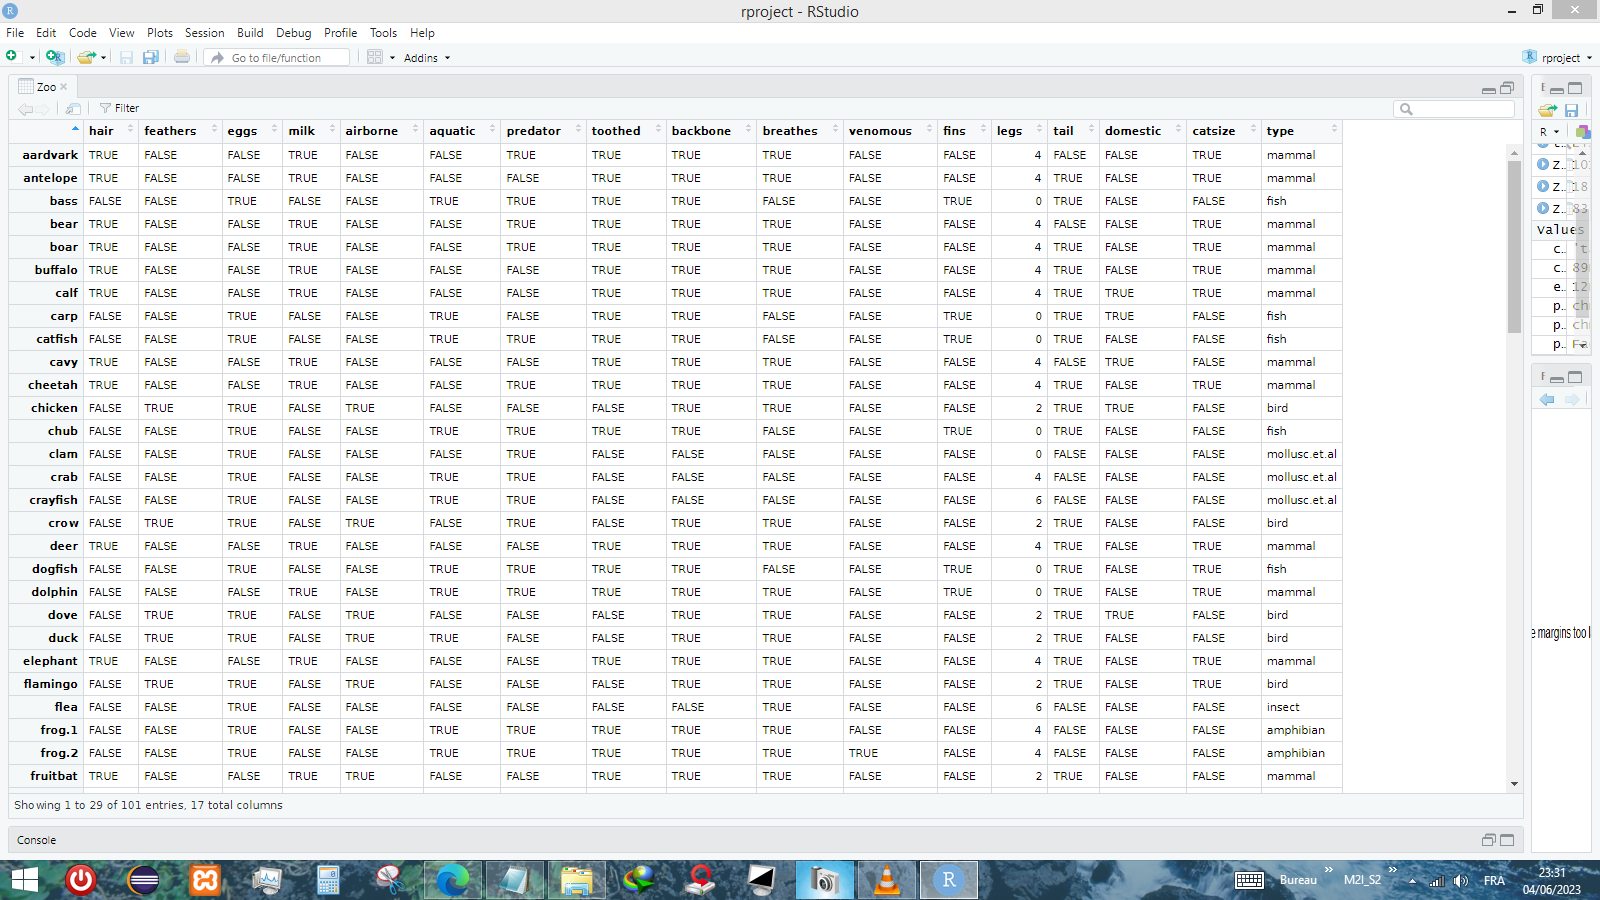 rproject - RStudio
File Edit Code View Plots Session Build Debug Profile Tools Help
Go to file/function Addins rproject
Zoo
Filter
hair feathers eggs milk airborne aquatic predator toothed backbone breathes venomous fins legs tail domestic catsize type
aardvark TRUE FALSE FALSE TRUE FALSE FALSE TRUE TRUE TRUE TRUE FALSE FALSE 4 FALSE FALSE TRUE mammal
antelope TRUE FALSE FALSE TRUE FALSE FALSE FALSE TRUE TRUE TRUE FALSE FALSE 4 TRUE FALSE TRUE mammal
bass FALSE FALSE TRUE FALSE FALSE TRUE TRUE TRUE TRUE FALSE FALSE TRUE 0 TRUE FALSE FALSE fish
bear TRUE FALSE FALSE TRUE FALSE FALSE TRUE TRUE TRUE TRUE FALSE FALSE 4 FALSE FALSE TRUE mammal
boar TRUE FALSE FALSE TRUE FALSE FALSE TRUE TRUE TRUE TRUE FALSE FALSE 4 TRUE FALSE TRUE mammal
buffalo TRUE FALSE FALSE TRUE FALSE FALSE FALSE TRUE TRUE TRUE FALSE FALSE 4 TRUE FALSE TRUE mammal
calf TRUE FALSE FALSE TRUE FALSE FALSE FALSE TRUE TRUE TRUE FALSE FALSE 4 TRUE TRUE TRUE mammal
carp FALSE FALSE TRUE FALSE FALSE TRUE FALSE TRUE TRUE FALSE FALSE TRUE 0 TRUE TRUE FALSE fish
catfish FALSE FALSE TRUE FALSE FALSE TRUE TRUE TRUE TRUE FALSE FALSE TRUE 0 TRUE FALSE FALSE fish
cavy TRUE FALSE FALSE TRUE FALSE FALSE FALSE TRUE TRUE TRUE FALSE FALSE 4 FALSE TRUE FALSE mammal
cheetah TRUE FALSE FALSE TRUE FALSE FALSE TRUE TRUE TRUE TRUE FALSE FALSE 4 TRUE FALSE TRUE mammal
chicken FALSE TRUE TRUE FALSE TRUE FALSE FALSE FALSE TRUE TRUE FALSE FALSE 2 TRUE TRUE FALSE bird
chub FALSE FALSE TRUE FALSE FALSE TRUE TRUE TRUE TRUE FALSE FALSE TRUE 0 TRUE FALSE FALSE fish
clam FALSE FALSE TRUE FALSE FALSE FALSE TRUE FALSE FALSE FALSE FALSE FALSE 0 FALSE FALSE FALSE mollusc.et.al
crab FALSE FALSE TRUE FALSE FALSE TRUE TRUE FALSE FALSE FALSE FALSE FALSE 4 FALSE FALSE FALSE mollusc.et.al
crayfish FALSE FALSE TRUE FALSE FALSE TRUE TRUE FALSE FALSE FALSE FALSE FALSE 6 FALSE FALSE FALSE mollusc.et.al
crow FALSE TRUE TRUE FALSE TRUE FALSE TRUE FALSE TRUE TRUE FALSE FALSE 2 TRUE FALSE FALSE bird
deer TRUE FALSE FALSE TRUE FALSE FALSE FALSE TRUE TRUE TRUE FALSE FALSE 4 TRUE FALSE TRUE mammal
dogfish FALSE FALSE TRUE FALSE FALSE TRUE TRUE TRUE TRUE FALSE FALSE TRUE 0 TRUE FALSE TRUE fish
dolphin FALSE FALSE FALSE TRUE FALSE TRUE TRUE TRUE TRUE TRUE FALSE TRUE 0 TRUE FALSE TRUE mammal
dove FALSE TRUE TRUE FALSE TRUE FALSE FALSE FALSE TRUE TRUE FALSE FALSE 2 TRUE TRUE FALSE bird
duck FALSE TRUE TRUE FALSE TRUE TRUE FALSE FALSE TRUE TRUE FALSE FALSE 2 TRUE FALSE FALSE bird
elephant TRUE FALSE FALSE TRUE FALSE FALSE FALSE TRUE TRUE TRUE FALSE FALSE 4 TRUE FALSE TRUE mammal
flamingo FALSE TRUE TRUE FALSE TRUE FALSE FALSE FALSE TRUE TRUE FALSE FALSE 2 TRUE FALSE TRUE bird
flea FALSE FALSE TRUE FALSE FALSE FALSE FALSE FALSE FALSE TRUE FALSE FALSE 6 FALSE FALSE FALSE insect
frog.1 FALSE FALSE TRUE FALSE FALSE TRUE TRUE TRUE TRUE TRUE FALSE FALSE 4 FALSE FALSE FALSE amphibian
frog.2 FALSE FALSE TRUE FALSE FALSE TRUE TRUE TRUE TRUE TRUE TRUE FALSE 4 FALSE FALSE FALSE amphibian
fruitbat TRUE FALSE FALSE TRUE TRUE FALSE FALSE TRUE TRUE TRUE FALSE FALSE 2 TRUE FALSE FALSE mammal
Showing 1 to 29 of 101 entries, 17 total columns
Console
R
Z.. 10
Z.. 18
Z.. 83
Values
c.. 't
c.. 89
e.. 12
p.. ch
p.. ch
p.. Fa
e margins too l
Bureau M2I_S2 FRA 23:31
04/06/2023